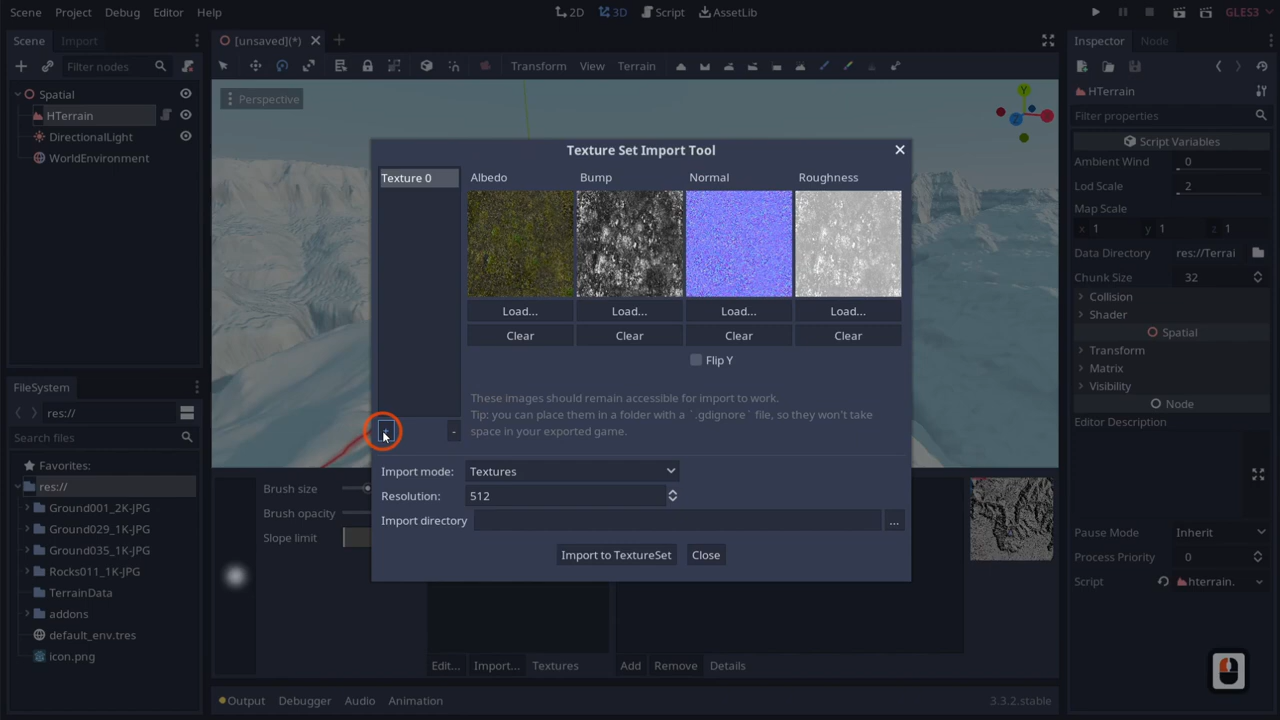 Scene Project Debug Editor Help
2D 3D Script AssetLib
GLES3
Scene Import
[unsaved](*)
Inspector Node
Filter nodes
Transform View Terrain
Spatial
HTerrain
DirectionalLight
WorldEnvironment
Perspective
Y
HTerrain
Filter properties
Script Variables
Ambient Wind 0
Lod Scale 2
Map Scale
x 1 y 1 z 1
Data Directory res://Terrai
Chunk Size 32
Collision
Shader
Spatial
Transform
Matrix
Visibility
Node
Editor Description
Pause Mode Inherit
Process Priority 0
Script hterrain.
Texture Set Import Tool
Texture 0
Albedo Bump Normal Roughness
Load... Load... Load... Load...
Clear Clear Clear Clear
Flip Y
These images should remain accessible for import to work.
Tip: you can place them in a folder with a `.gdignore` file, so they won't take
space in your exported game.
-
Import mode: Textures
Resolution: 512
Import directory ...
Import to TextureSet Close
FileSystem
res://
Search files
Favorites:
res://
Ground001_2K-JPG
Ground029_1K-JPG
Ground035_1K-JPG
Rocks011_1K-JPG
TerrainData
addons
default_env.tres
icon.png
Brush size
Brush opacity
Slope limit
Edit... Import... Textures
Add Remove Details
Output Debugger Audio Animation
3.3.2.stable